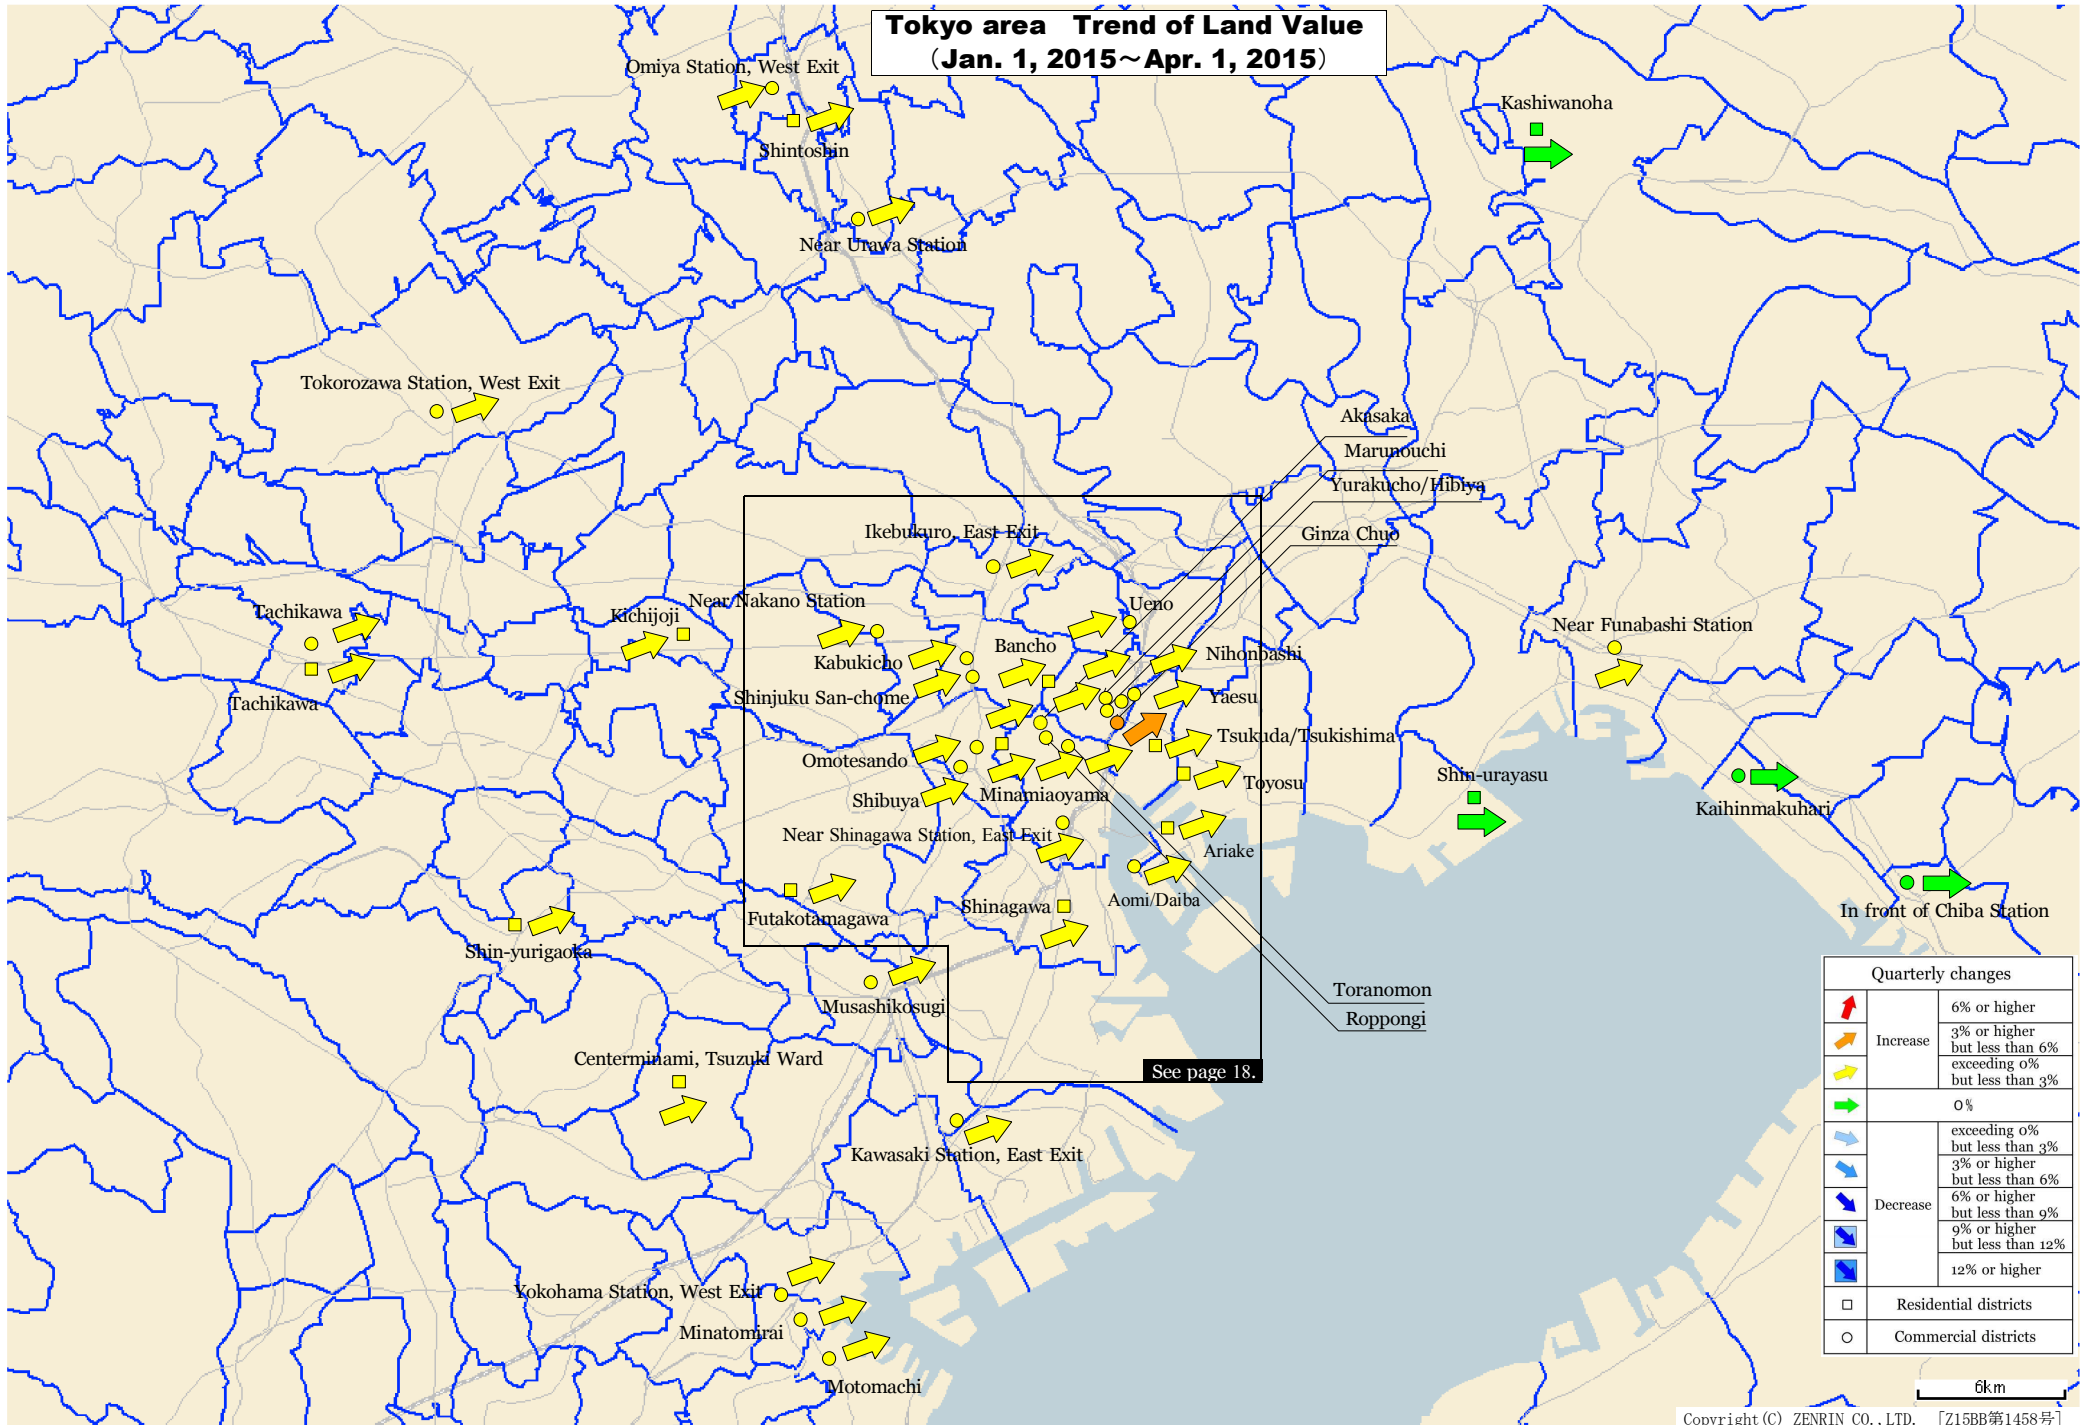 Tokyo area Trend of Land Value
(Jan. 1, 2015～Apr. 1, 2015)
Omiya Station, West Exit
Shintoshin
Near Urawa Station
Kashiwanoha
Tokorozawa Station, West Exit
Akasaka
Marunouchi
Yurakucho/Hibiya
Ginza Chuo
Ikebukuro, East Exit
Tachikawa
Kichijoji
Near Nakano Station
Ueno
Near Funabashi Station
Kabukicho
Bancho
Nihonbashi
Tachikawa
Shinjuku San-chome
Yaesu
Tsukuda/Tsukishima
Omotesando
Toyosu
Shin-urayasu
Shibuya
Minamiaoyama
Kaihinmakuhari
Near Shinagawa Station, East Exit
Ariake
Futakotamagawa
Shinagawa
Aomi/Daiba
In front of Chiba Station
Shin-yurigaoka
Musashikosugi
Toranomon
Roppongi
Centerminami, Tsuzuki Ward
See page 18.
Kawasaki Station, East Exit
Yokohama Station, West Exit
Minatomirai
Motomachi
Quarterly changes
Increase
6% or higher
3% or higher
but less than 6%
exceeding 0%
but less than 3%
0%
Decrease
exceeding 0%
but less than 3%
3% or higher
but less than 6%
6% or higher
but less than 9%
9% or higher
but less than 12%
12% or higher
Residential districts
Commercial districts
6km
Copyright(C) ZENRIN CO.,LTD. [Z15BB第1458号]